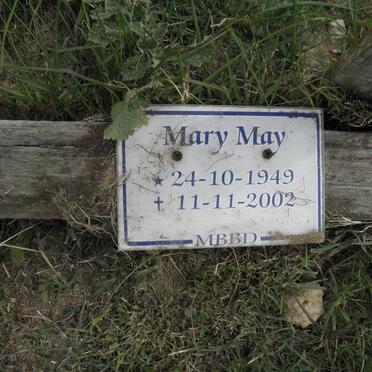 Mary May
★ 24-10-1949
† 11-11-2002
MBBD